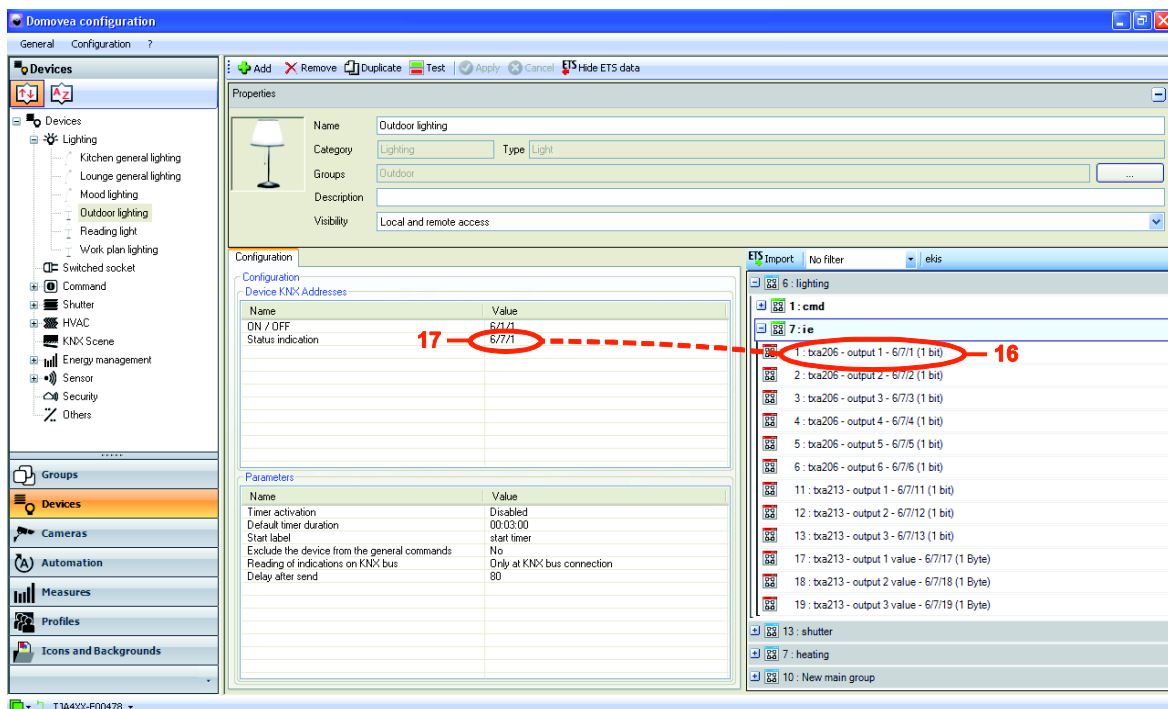 Domovea configuration
General Configuration ?
Devices
Add Remove Duplicate Test Apply Cancel ETS Hide ETS data
A Z
Devices
Lighting
Kitchen general lighting
Lounge general lighting
Mood lighting
Outdoor lighting
Reading light
Work plan lighting
Switched socket
Command
Shutter
HVAC
KNX Scene
Energy management
Sensor
Security
Others
Groups
Devices
Cameras
Automation
Measures
Profiles
Icons and Backgrounds
Properties
Name Outdoor lighting
Category Lighting Type Light
Groups Outdoor ...
Description
Visibility Local and remote access
Configuration
Configuration
Device KNX Addresses
Name Value
ON / OFF 6/1/1
Status indication 6/7/1
17
Parameters
Name Value
Timer activation Disabled
Default timer duration 00:03:00
Start label start timer
Exclude the device from the general commands No
Reading of indications on KNX bus Only at KNX bus connection
Delay after send 80
ETS Import No filter ekis
6 : lighting
1 : cmd
7 : ie
1 : txa206 - output 1 - 6/7/1 (1 bit)
16
2 : txa206 - output 2 - 6/7/2 (1 bit)
3 : txa206 - output 3 - 6/7/3 (1 bit)
4 : txa206 - output 4 - 6/7/4 (1 bit)
5 : txa206 - output 5 - 6/7/5 (1 bit)
6 : txa206 - output 6 - 6/7/6 (1 bit)
11 : txa213 - output 1 - 6/7/11 (1 bit)
12 : txa213 - output 2 - 6/7/12 (1 bit)
13 : txa213 - output 3 - 6/7/13 (1 bit)
17 : txa213 - output 1 value - 6/7/17 (1 Byte)
18 : txa213 - output 2 value - 6/7/18 (1 Byte)
19 : txa213 - output 3 value - 6/7/19 (1 Byte)
13 : shutter
7 : heating
10 : New main group
TJA4XX-F00478